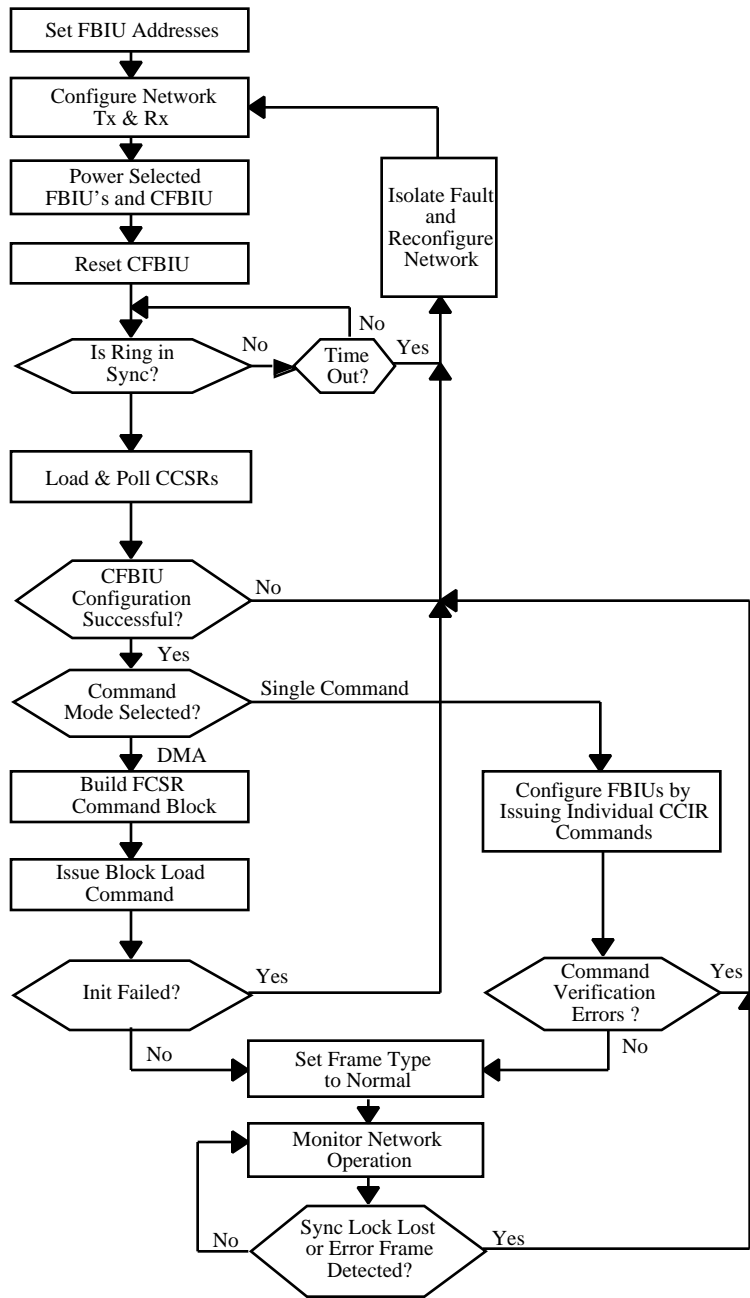 Set FBIU Addresses
Configure Network
Tx & Rx
Power Selected
FBIU's and CFBIU
Isolate Fault
and
Reconfigure
Network
Reset CFBIU
No
Is Ring in
Sync?
No
Time
Out?
Yes
Load & Poll CCSRs
CFBIU
Configuration
Successful?
No
Yes
Command
Mode Selected?
Single Command
DMA
Build FCSR
Command Block
Configure FBIUs by
Issuing Individual CCIR
Commands
Issue Block Load
Command
Init Failed?
Yes
Command
Verification
Errors ?
Yes
No
No
Set Frame Type
to Normal
Monitor Network
Operation
Sync Lock Lost
or Error Frame
Detected?
No
Yes